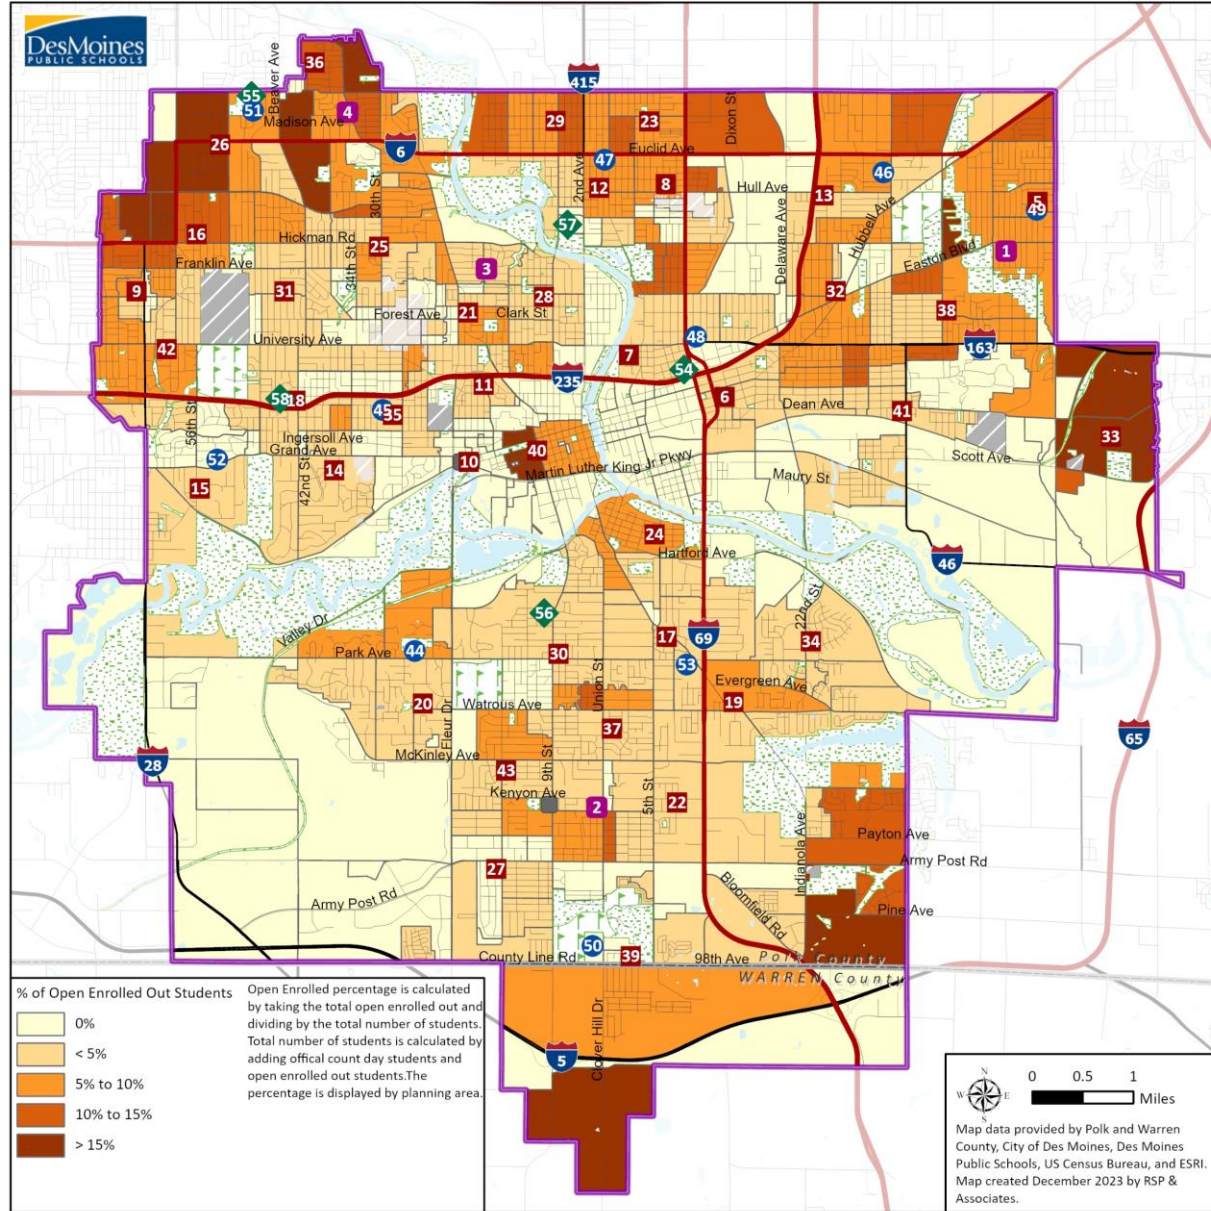 DesMoines
PUBLIC SCHOOLS
415
36
Beaver Ave
55
51
4
Madison Ave
29
23
Dixon St
26
6
Euclid Ave
47
2nd Ave
12
8
Hull Ave
13
46
30th St
5
49
16
Hickman Rd
25
57
Delaware Ave
Hubbell Ave
Easton Blvd
1
Franklin Ave
34th St
3
9
31
28
32
Forest Ave
21
Clark St
38
University Ave
48
163
42
7
54
235
11
6
58
18
45
35
Dean Ave
41
33
56th St
Ingersoll Ave
Grand Ave
40
52
10
Scott Ave
14
42nd St
Martin Luther King Jr Pkwy
Maury St
15
24
Hartford Ave
46
56
22nd St
Valley Dr
17
69
34
Park Ave
44
30
53
Union St
Evergreen Ave
20
Fleur Dr
Watrous Ave
19
37
McKinley Ave
65
28
43
9th St
Kenyon Ave
2
5th St
22
Indianola Ave
Payton Ave
Army Post Rd
27
Bloomfield Rd
Army Post Rd
Pine Ave
50
County Line Rd
39
98th Ave
Polk County
WARREN County
Clover Hill Dr
5
% of Open Enrolled Out Students
0%
< 5%
5% to 10%
10% to 15%
> 15%
Open Enrolled percentage is calculated
by taking the total open enrolled out and
dividing by the total number of students.
Total number of students is calculated by
adding offical count day students and
open enrolled out students.The
percentage is displayed by planning area.
N
W
E
S
0 0.5 1
Miles
Map data provided by Polk and Warren
County, City of Des Moines, Des Moines
Public Schools, US Census Bureau, and ESRI.
Map created December 2023 by RSP &
Associates.